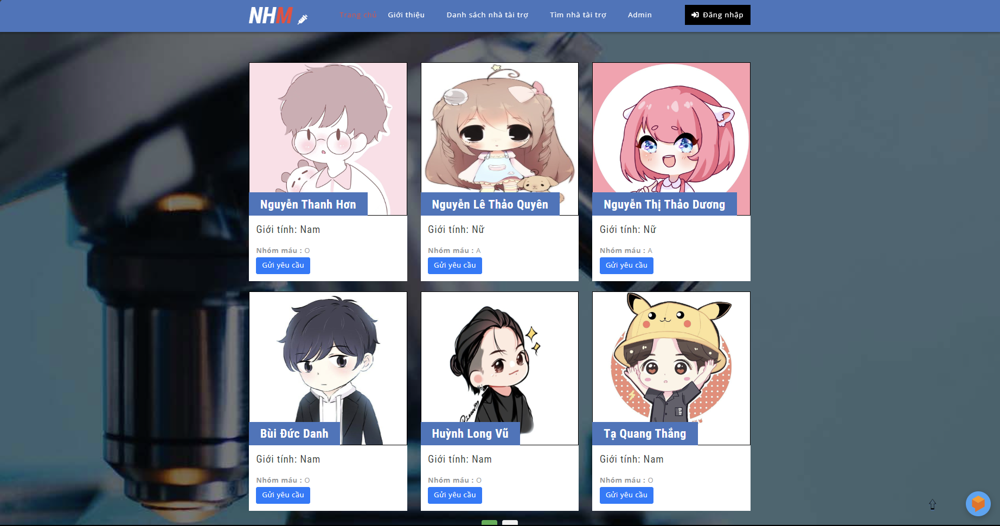 NHM
Trang chủ
Giới thiệu
Danh sách nhà tài trợ
Tìm nhà tài trợ
Admin
Đăng nhập
Nguyễn Thanh Hơn
Giới tính: Nam
Nhóm máu : O
Gửi yêu cầu
Nguyễn Lê Thảo Quyên
Giới tính: Nữ
Nhóm máu : A
Gửi yêu cầu
Nguyễn Thị Thảo Dương
Giới tính: Nữ
Nhóm máu : A
Gửi yêu cầu
Bùi Đức Danh
Giới tính: Nam
Nhóm máu : O
Gửi yêu cầu
Huỳnh Long Vũ
Giới tính: Nam
Nhóm máu : O
Gửi yêu cầu
Tạ Quang Thắng
Giới tính: Nam
Nhóm máu : O
Gửi yêu cầu